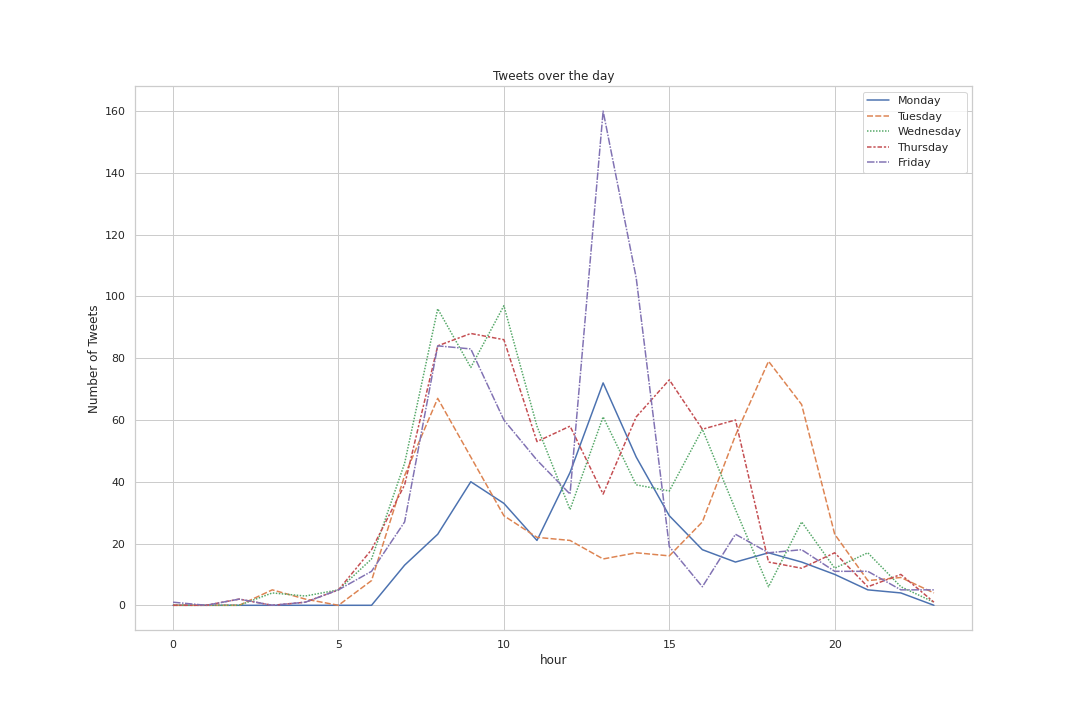 Tweets over the day
Monday
Tuesday
Wednesday
Thursday
Friday
Number of Tweets
160
140
120
100
80
60
40
20
0
0 5 10 15 20
hour